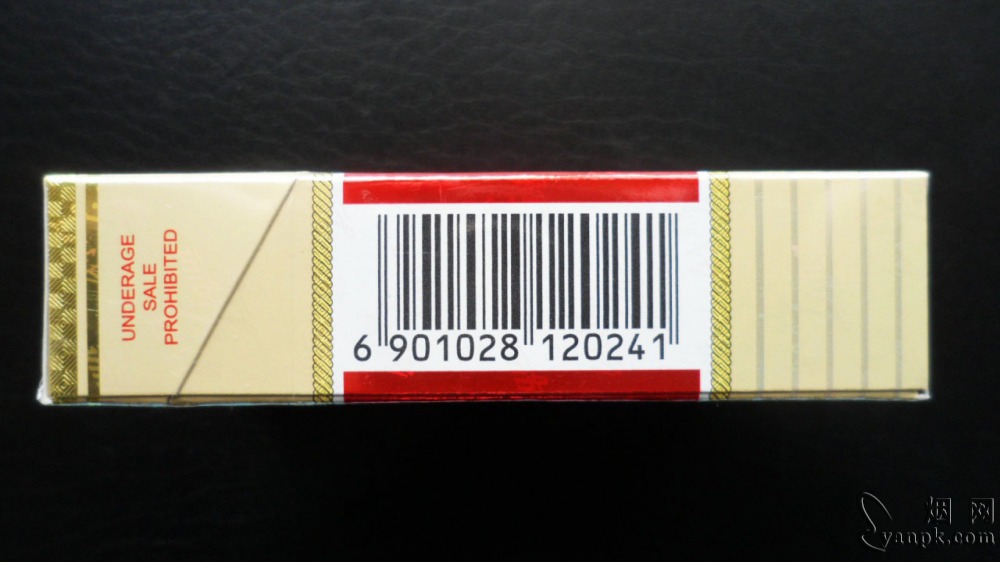 UNDERAGE
SALE
PROHIBITED
6 901028 120241
烟网
yanpk.com